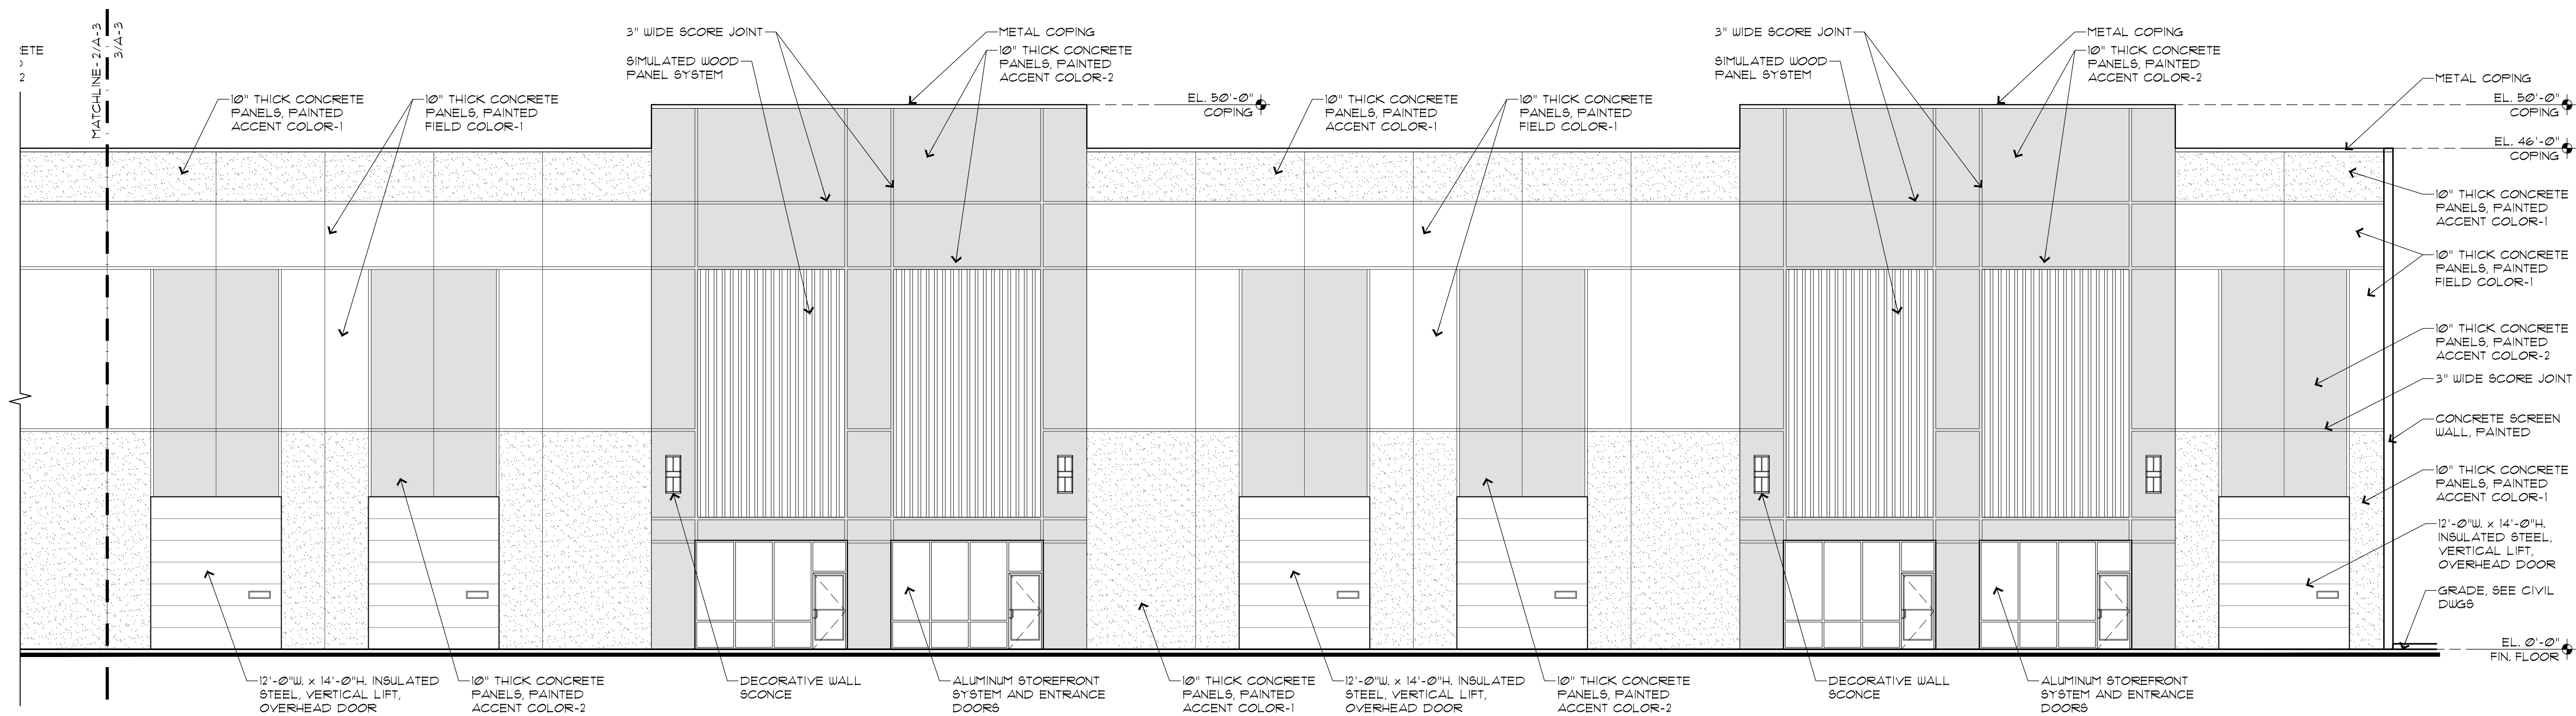 ETE
2
MATCHLINE- 2/A-3
3/A-3
10" THICK CONCRETE
PANELS, PAINTED
ACCENT COLOR-1
10" THICK CONCRETE
PANELS, PAINTED
FIELD COLOR-1
3" WIDE SCORE JOINT
SIMULATED WOOD
PANEL SYSTEM
METAL COPING
10" THICK CONCRETE
PANELS, PAINTED
ACCENT COLOR-2
EL. 50'-0"
COPING
10" THICK CONCRETE
PANELS, PAINTED
ACCENT COLOR-1
10" THICK CONCRETE
PANELS, PAINTED
FIELD COLOR-1
3" WIDE SCORE JOINT
SIMULATED WOOD
PANEL SYSTEM
METAL COPING
10" THICK CONCRETE
PANELS, PAINTED
ACCENT COLOR-2
METAL COPING
EL. 50'-0"
COPING
EL. 46'-0"
COPING
10" THICK CONCRETE
PANELS, PAINTED
ACCENT COLOR-1
10" THICK CONCRETE
PANELS, PAINTED
FIELD COLOR-1
10" THICK CONCRETE
PANELS, PAINTED
ACCENT COLOR-2
3" WIDE SCORE JOINT
CONCRETE SCREEN
WALL, PAINTED
10" THICK CONCRETE
PANELS, PAINTED
ACCENT COLOR-1
12'-0"W. x 14'-0"H.
INSULATED STEEL,
VERTICAL LIFT,
OVERHEAD DOOR
GRADE, SEE CIVIL
DWGS
EL. 0'-0"
FIN. FLOOR
12'-0"W. x 14'-0"H. INSULATED
STEEL, VERTICAL LIFT,
OVERHEAD DOOR
10" THICK CONCRETE
PANELS, PAINTED
ACCENT COLOR-2
DECORATIVE WALL
SCONCE
ALUMINUM STOREFRONT
SYSTEM AND ENTRANCE
DOORS
10" THICK CONCRETE
PANELS, PAINTED
ACCENT COLOR-1
12'-0"W. x 14'-0"H. INSULATED
STEEL, VERTICAL LIFT,
OVERHEAD DOOR
10" THICK CONCRETE
PANELS, PAINTED
ACCENT COLOR-2
DECORATIVE WALL
SCONCE
ALUMINUM STOREFRONT
SYSTEM AND ENTRANCE
DOORS